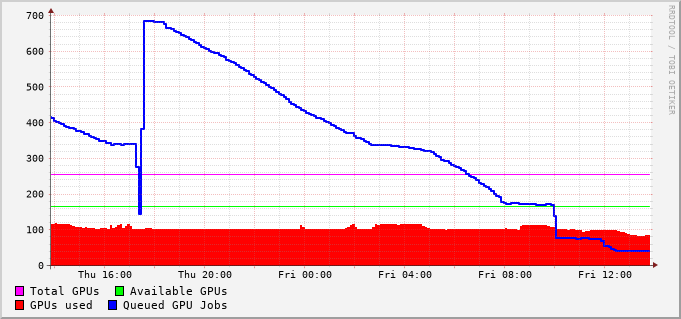 700
600
500
400
300
200
100
0
Thu 16:00 Thu 20:00 Fri 00:00 Fri 04:00 Fri 08:00 Fri 12:00
Total GPUs Available GPUs
GPUs used Queued GPU Jobs
RRDTOOL / TOBI OETIKER